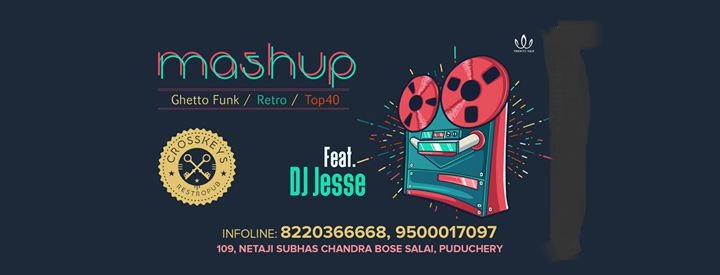 mashup
Ghetto Funk / Retro / Top40
CROSSKEYS
RESTROPUB
Feat.
DJ Jesse
INFOLINE: 8220366668, 9500017097
109, NETAJI SUBHAS CHANDRA BOSE SALAI, PUDUCHERY